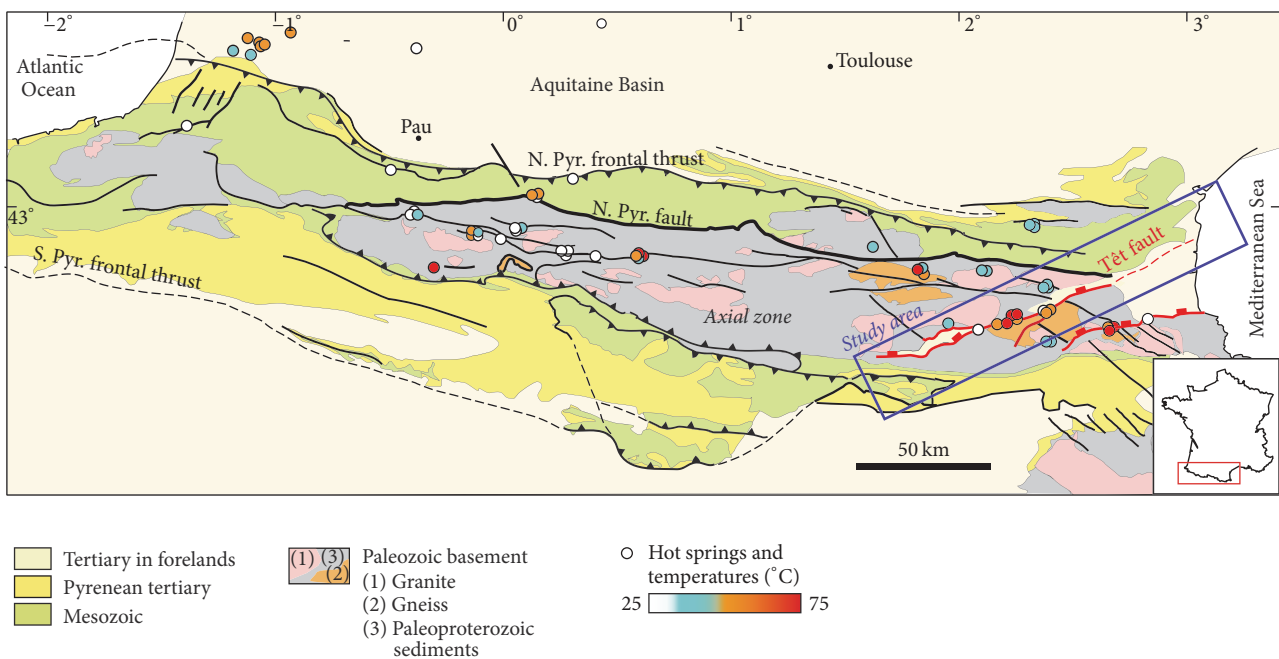 −2˚
−1˚
0˚
1˚
2˚
3˚
Atlantic
Ocean
Aquitaine Basin
Toulouse
Pau
N. Pyr. frontal thrust
43˚
N. Pyr. fault
S. Pyr. frontal thrust
Têt fault
Mediterranean Sea
Axial zone
Study area
50 km
Tertiary in forelands
Pyrenean tertiary
Mesozoic
(1) (3)
(2)
Paleozoic basement
(1) Granite
(2) Gneiss
(3) Paleoproterozoic
sediments
Hot springs and
temperatures (˚C)
25
75